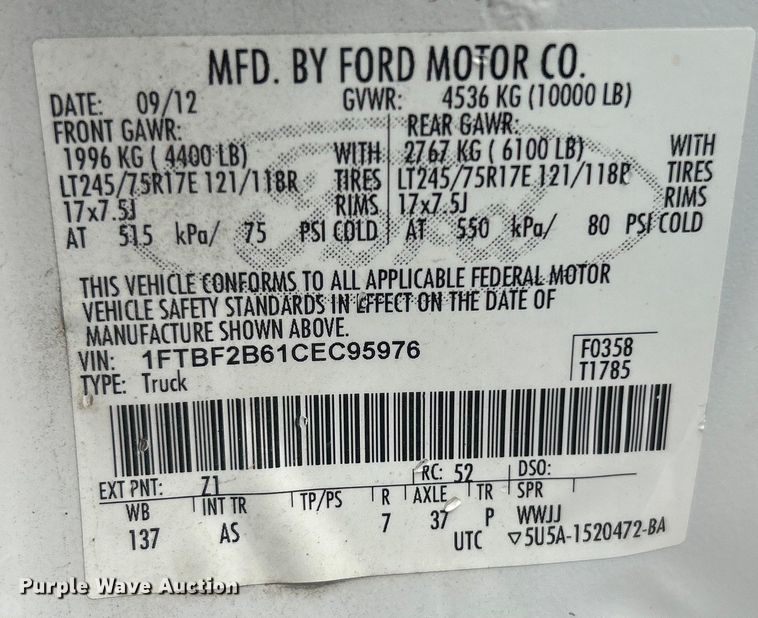 MFD. BY FORD MOTOR CO.
DATE: 09/12 GVWR: 4536 KG (10000 LB)
FRONT GAWR: REAR GAWR:
1996 KG ( 4400 LB) WITH 2767 KG ( 6100 LB) WITH
LT245/75R17E 121/118R TIRES LT245/75R17E 121/118R TIRES
17x7.5J RIMS 17x7.5J RIMS
AT 515 kPa/ 75 PSI COLD AT 550 kPa/ 80 PSI COLD
THIS VEHICLE CONFORMS TO ALL APPLICABLE FEDERAL MOTOR
VEHICLE SAFETY STANDARDS IN EFFECT ON THE DATE OF
MANUFACTURE SHOWN ABOVE.
VIN: 1FTBF2B61CEC95976 F0358
TYPE: Truck T1785
EXT PNT: Z1 RC: 52 DSO:
WB INT TR TP/PS R AXLE TR SPR
137 AS 7 37 P WWJJ
UTC ▽5U5A-1520472-BA
Purple Wave Auction